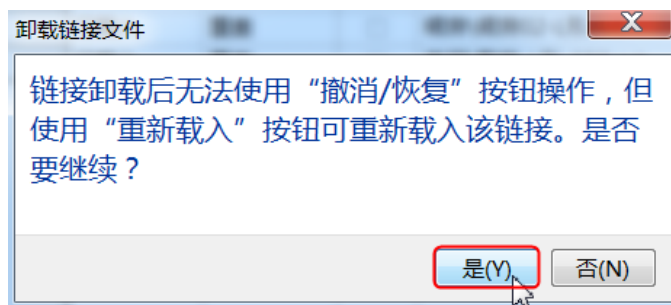 卸载链接文件
链接卸载后无法使用“撤消/恢复”按钮操作，但
使用“重新载入”按钮可重新载入该链接。是否
要继续？
是(Y)
否(N)